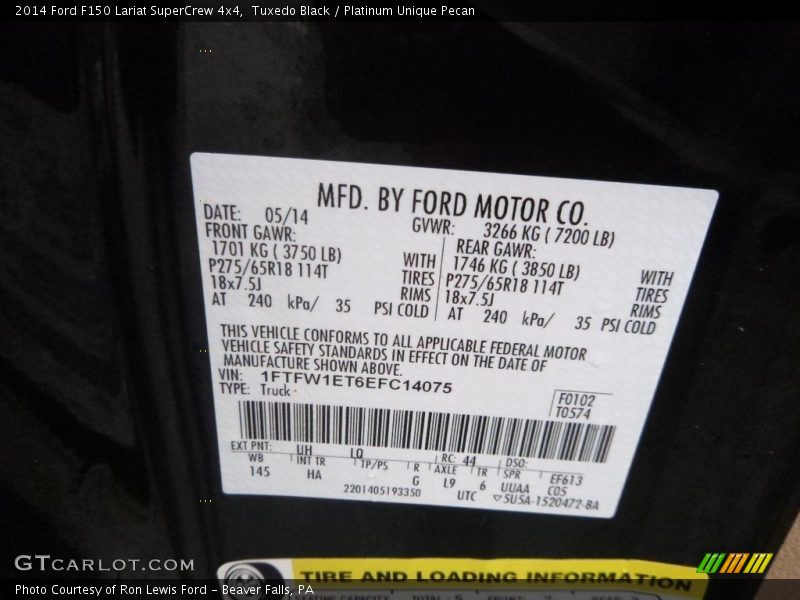 2014 Ford F150 Lariat SuperCrew 4x4, Tuxedo Black / Platinum Unique Pecan
MFD. BY FORD MOTOR CO.
DATE: 05/14 GVWR: 3266 KG ( 7200 LB)
FRONT GAWR: REAR GAWR:
1701 KG ( 3750 LB) WITH 1746 KG ( 3850 LB) WITH
P275/65R18 114T TIRES P275/65R18 114T TIRES
18x7.5J RIMS 18x7.5J RIMS
AT 240 kPa/ 35 PSI COLD AT 240 kPa/ 35 PSI COLD
THIS VEHICLE CONFORMS TO ALL APPLICABLE FEDERAL MOTOR
VEHICLE SAFETY STANDARDS IN EFFECT ON THE DATE OF
MANUFACTURE SHOWN ABOVE.
VIN: 1FTFW1ET6EFC14075
TYPE: Truck
F0102
T0574
EXT PNT: UH LQ RC: 44 DSO:
WB INT TR TP/PS R AXLE TR SPR EF613
145 HA G L9 6 UUAA C05
2201405193350 UTC 5U5A-1520472-BA
GTCARLOT.COM
TIRE AND LOADING INFORMATION
Photo Courtesy of Ron Lewis Ford - Beaver Falls, PA